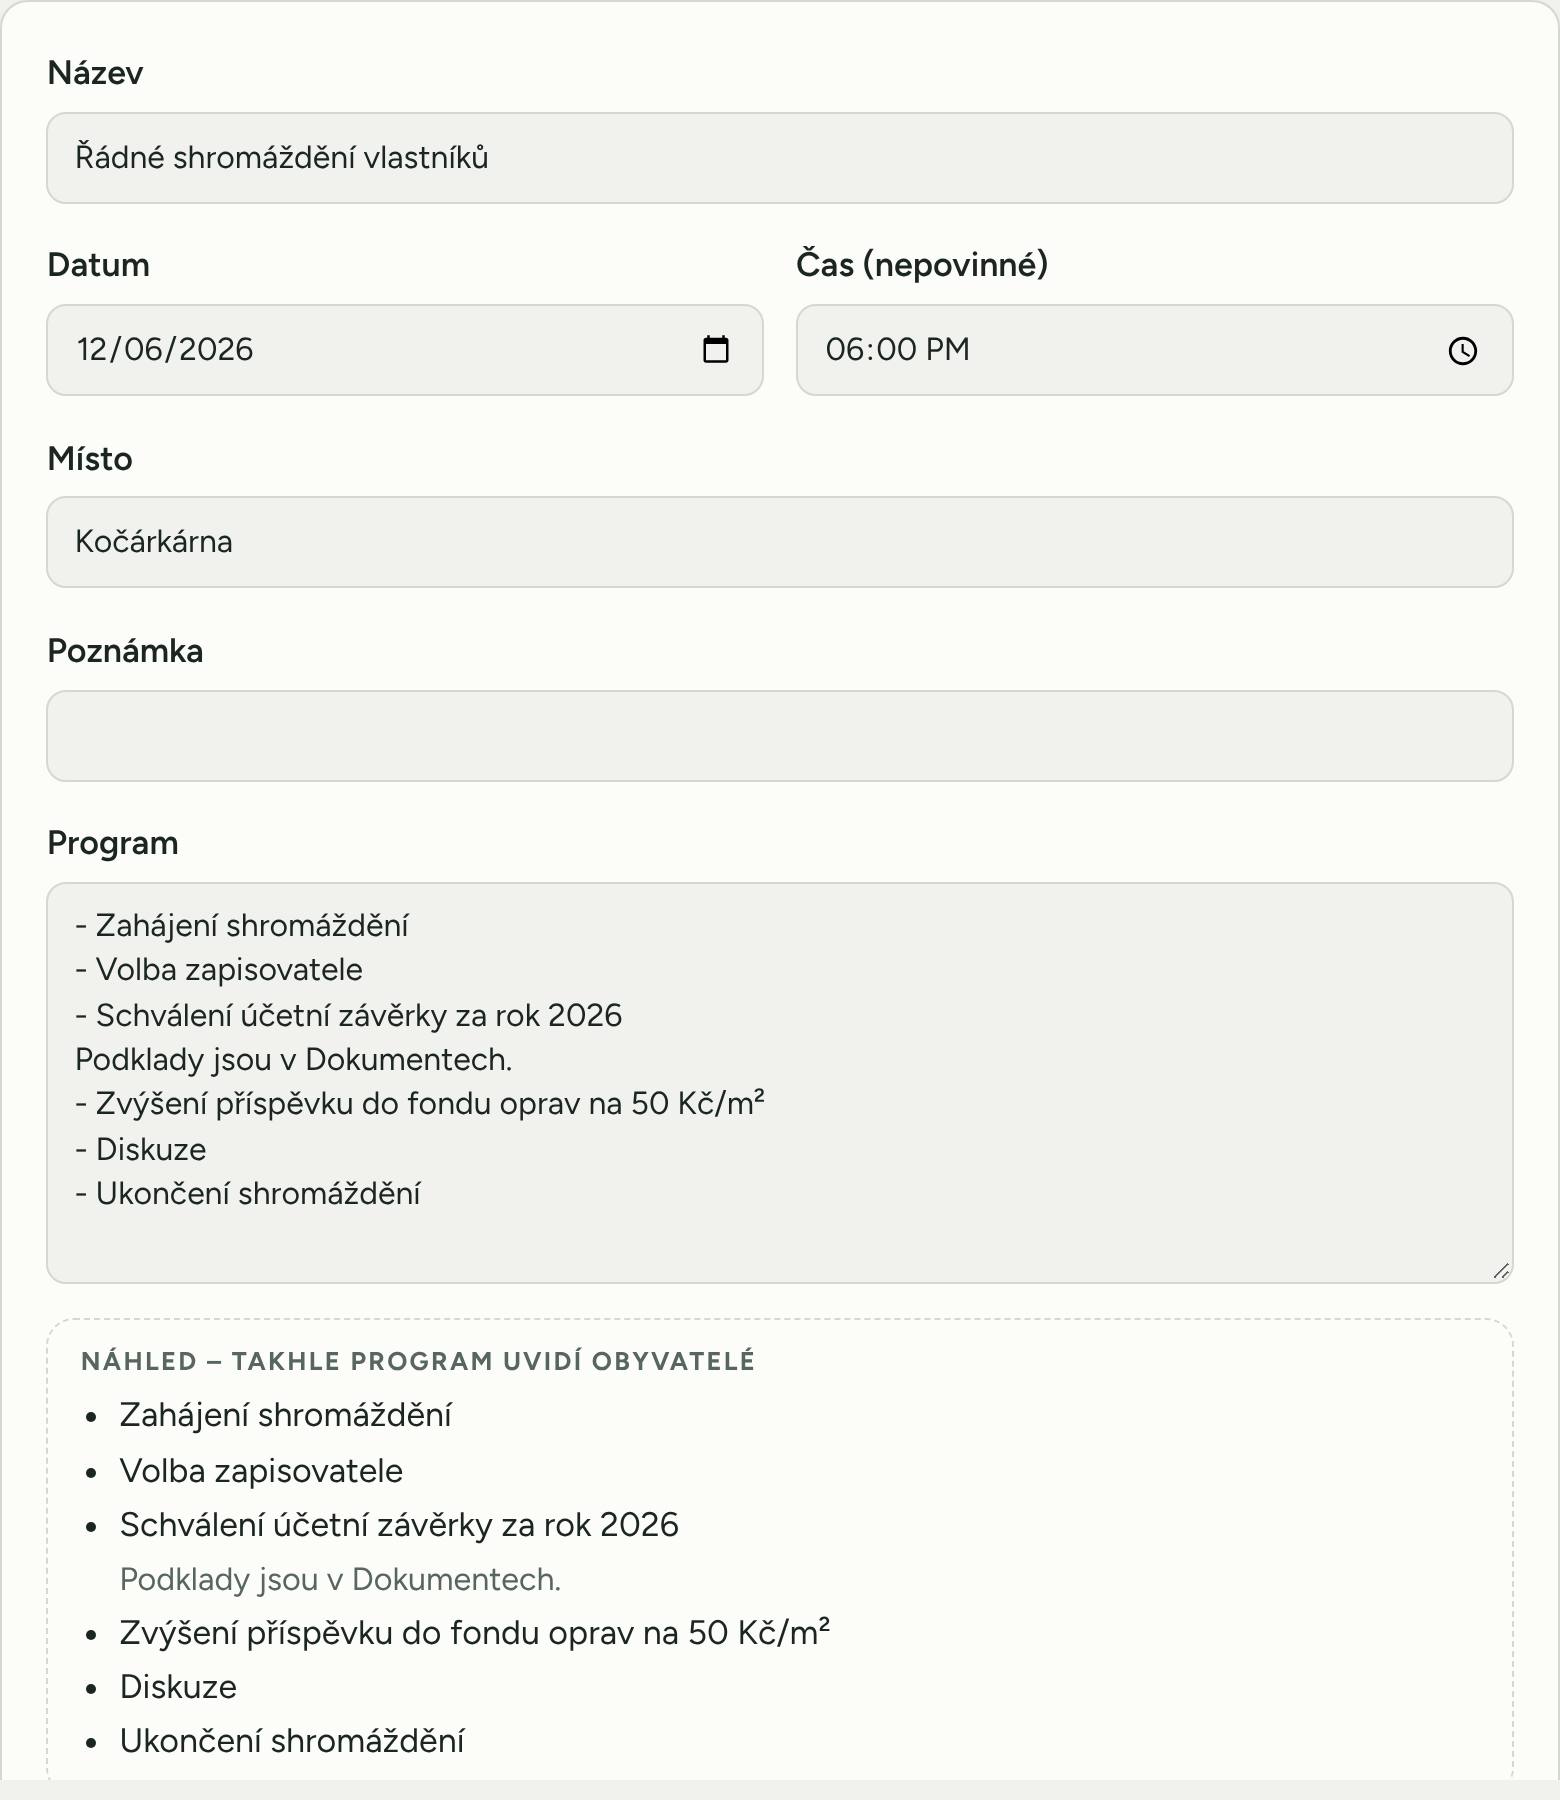 Název
Řádné shromáždění vlastníků
Datum
Čas (nepovinné)
12/06/2026
06:00 PM
Místo
Kočárkárna
Poznámka
Program
- Zahájení shromáždění
- Volba zapisovatele
- Schválení účetní závěrky za rok 2026
Podklady jsou v Dokumentech.
- Zvýšení příspěvku do fondu oprav na 50 Kč/m²
- Diskuze
- Ukončení shromáždění
NÁHLED – TAKHLE PROGRAM UVIDÍ OBYVATELÉ
• Zahájení shromáždění
• Volba zapisovatele
• Schválení účetní závěrky za rok 2026
Podklady jsou v Dokumentech.
• Zvýšení příspěvku do fondu oprav na 50 Kč/m²
• Diskuze
• Ukončení shromáždění